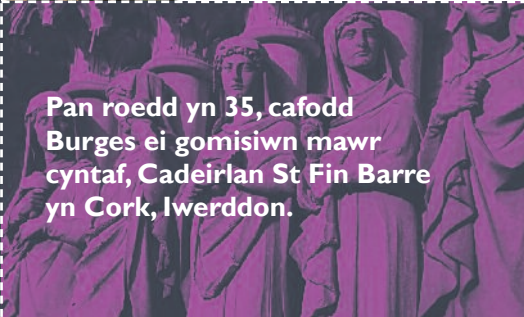 Pan roedd yn 35, cafodd
Burges ei gomisiwn mawr
cyntaf, Cadeirlan St Fin Barre
yn Cork, Iwerddon.